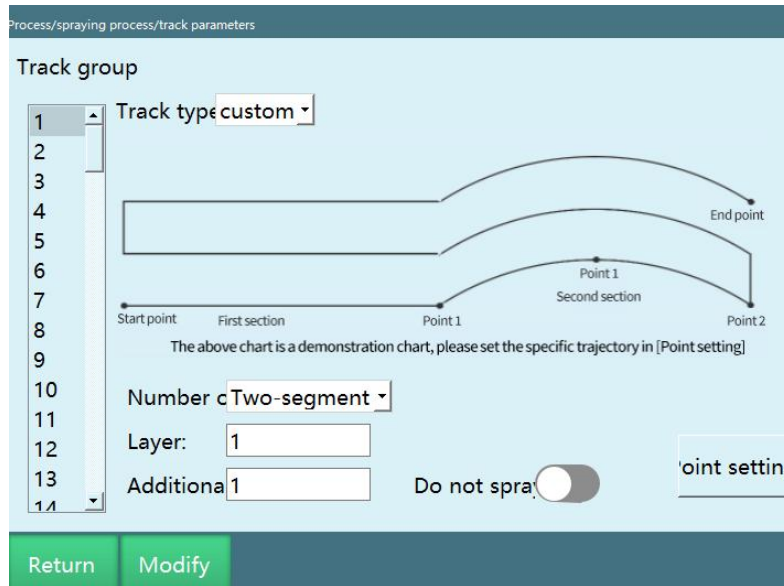 Process/spraying process/track parameters
Track group
Track type custom
1
2
3
4
5
6
7
8
9
10
11
12
13
14
End point
Point 1
Second section
Start point First section Point 1 Point 2
The above chart is a demonstration chart, please set the specific trajectory in [Point setting]
Number c Two-segment
Layer: 1
Additiona 1 Do not spray oint settin
Return Modify